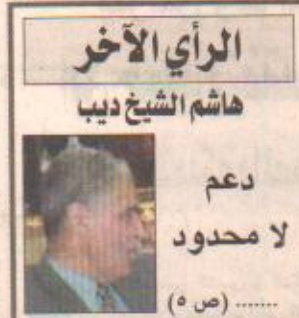 الرأي الآخر
هاشم الشيخ ديب
دعم
لا محدود
....... (ص ٥)